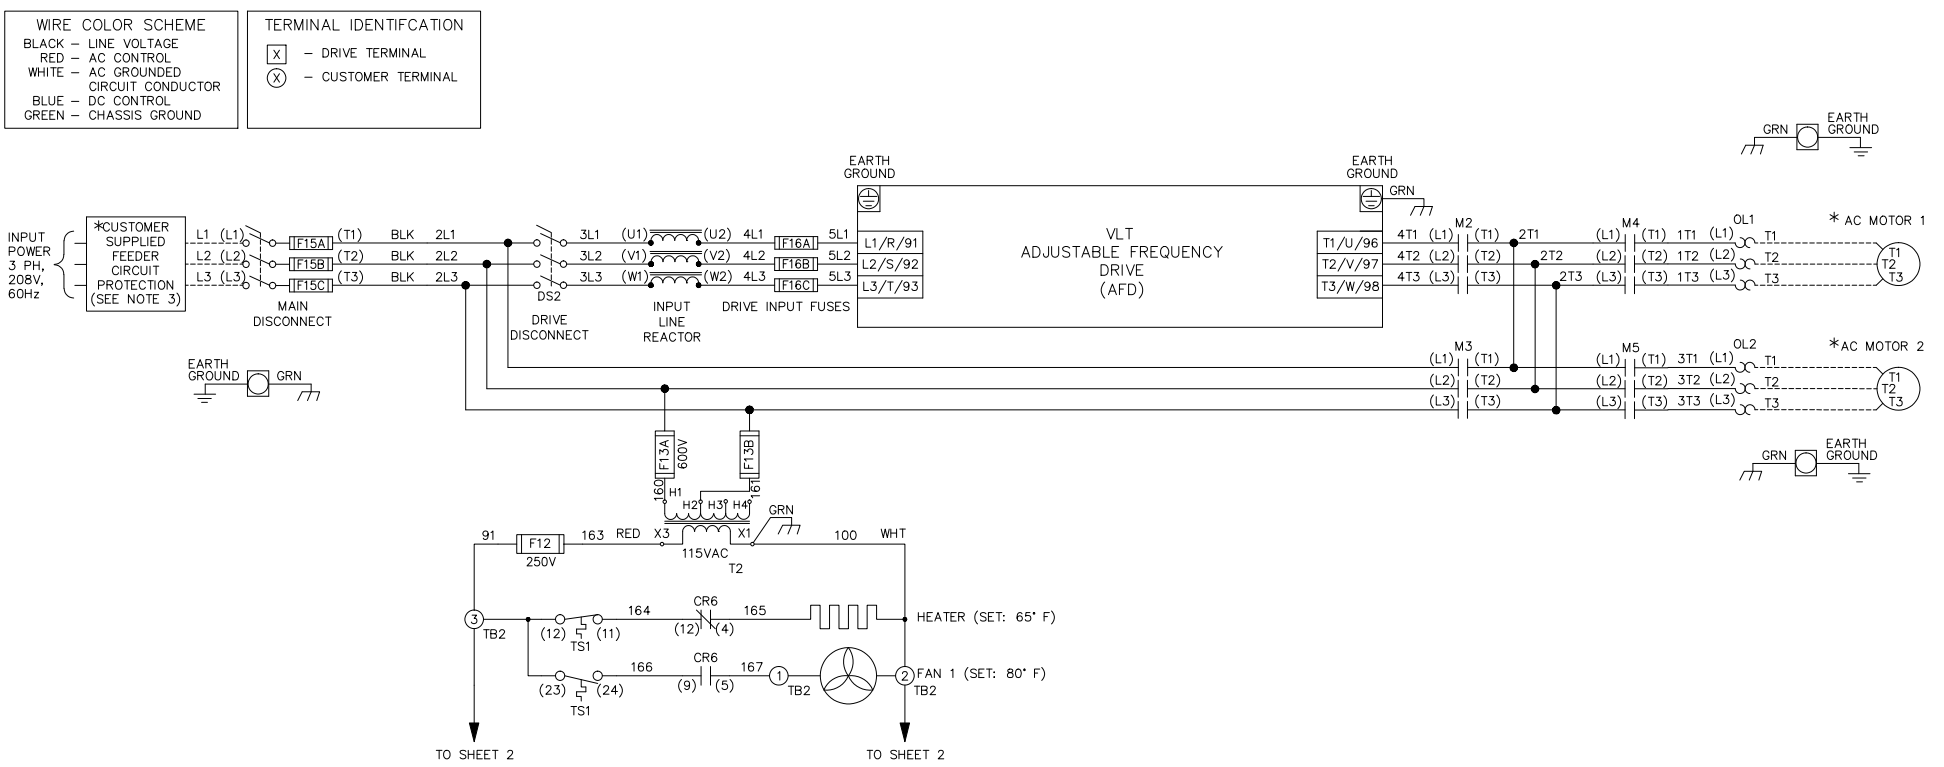 WIRE COLOR SCHEME
BLACK – LINE VOLTAGE
RED – AC CONTROL
WHITE – AC GROUNDED
CIRCUIT CONDUCTOR
BLUE – DC CONTROL
GREEN – CHASSIS GROUND
TERMINAL IDENTIFCATION
X – DRIVE TERMINAL
X – CUSTOMER TERMINAL
GRN
EARTH
GROUND
EARTH
GROUND
EARTH
GROUND
GRN
INPUT
POWER
3 PH,
208V,
60Hz
*CUSTOMER
SUPPLIED
FEEDER
CIRCUIT
PROTECTION
(SEE NOTE 3)
L1 (L1) F15A (T1) BLK 2L1 3L1 (U1) (U2) 4L1 F16A 5L1 L1/R/91
L2 (L2) F15B (T2) BLK 2L2 3L2 (V1) (V2) 4L2 F16B 5L2 L2/S/92
L3 (L3) F15C (T3) BLK 2L3 3L3 (W1) (W2) 4L3 F16C 5L3 L3/T/93
MAIN
DISCONNECT
DS2
DRIVE
DISCONNECT
INPUT
LINE
REACTOR
DRIVE INPUT FUSES
VLT
ADJUSTABLE FREQUENCY
DRIVE
(AFD)
M2 M4 OL1 * AC MOTOR 1
T1/U/96 4T1 (L1) (T1) 2T1 (L1) (T1) 1T1 (L1) T1
T2/V/97 4T2 (L2) (T2) 2T2 (L2) (T2) 1T2 (L2) T2
T3/W/98 4T3 (L3) (T3) 2T3 (L3) (T3) 1T3 (L3) T3
T1
T2
T3
M3 M5 OL2 *AC MOTOR 2
(L1) (T1) (L1) (T1) 3T1 (L1) T1
(L2) (T2) (L2) (T2) 3T2 (L2) T2
(L3) (T3) (L3) (T3) 3T3 (L3) T3
T1
T2
T3
EARTH
GROUND
GRN
GRN
EARTH
GROUND
F13A
600V
F13B
160
161
H1
H2 H3 H4
GRN
91 F12 163 RED X3 X1 100 WHT
250V
115VAC
T2
3
TB2
164 CR6 165
(12) (11) (12) (4)
TS1
HEATER (SET: 65° F)
166 CR6 167 1
(23) (24) (9) (5) TB2
TS1
2 FAN 1 (SET: 80° F)
TB2
TO SHEET 2
TO SHEET 2